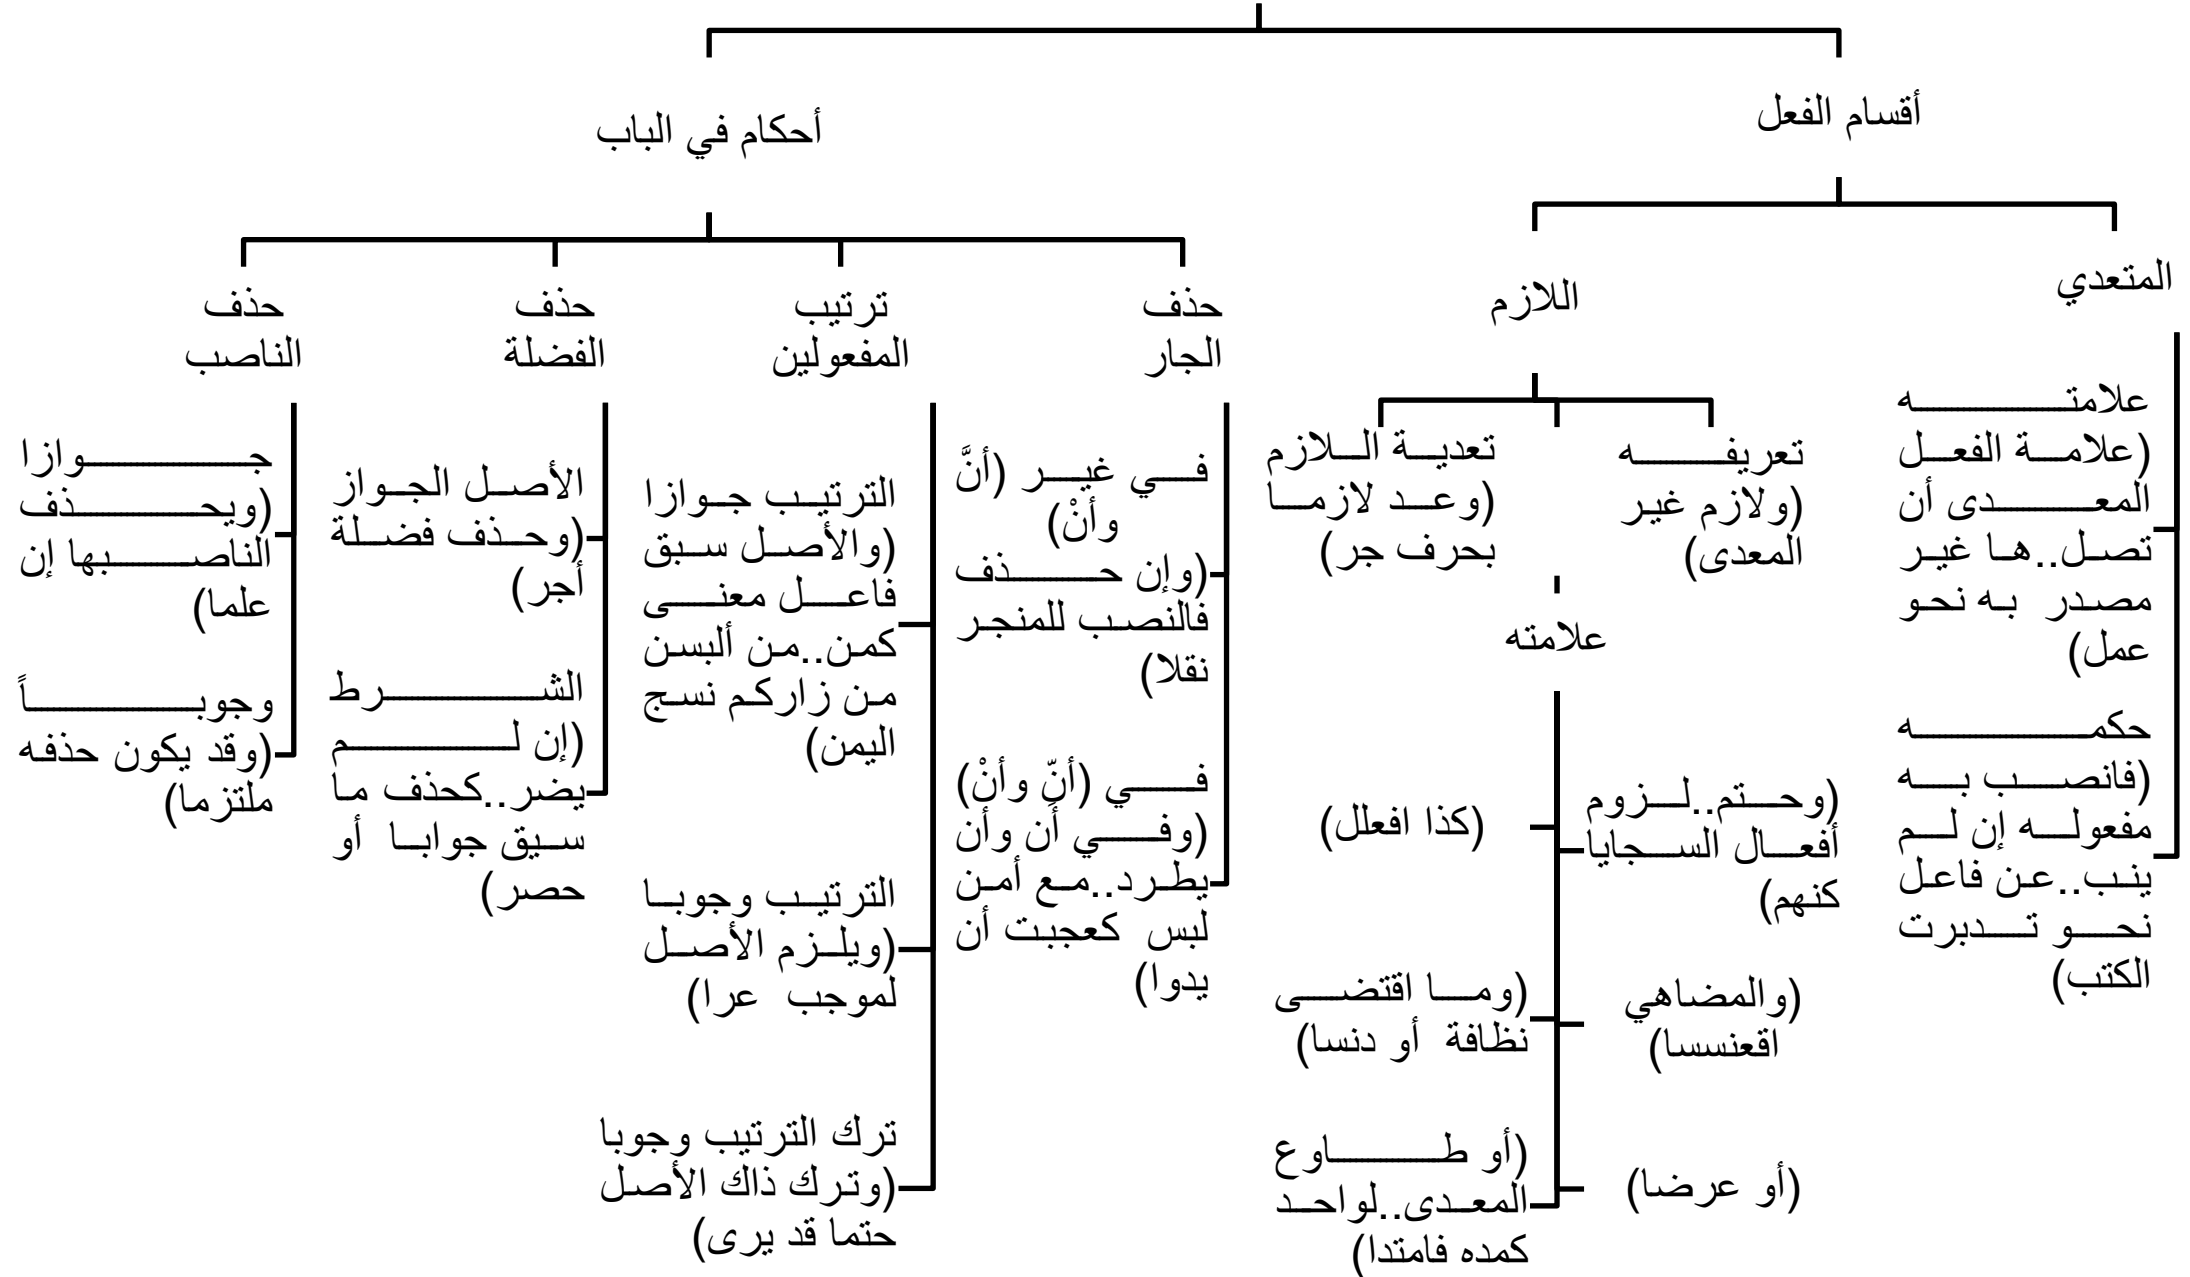 أقسام الفعل
أحكام في الباب
المتعدي
علامته
(علامة الفعل
المعدى أن
تصل..ها غير
مصدر به نحو
عمل)
حكمه
(فانصب به
مفعوله إن لم
ينب..عن فاعل
نحو تدبرت
الكتب)
اللازم
تعريفه
(ولازم غير
المعدى)
علامته
(وحتم..لزوم
أفعال السجايا
كنهم)
(كذا افعلل)
(والمضاهي
اقعنسسا)
(وما اقتضى
نظافة أو دنسا)
(أو عرضا)
(أو طاوع
المعدى..لواحد
كمده فامتدا)
تعدية اللازم
(وعد لازما
بحرف جر)
حذف
الجار
في غير (أنَّ
وأنْ)
(وإن حذف
فالنصب للمنجر
نقلا)
في (أنّ وأنْ)
(وفي أن وأن
يطرد..مع أمن
لبس كعجبت أن
يدوا)
ترتيب
المفعولين
الترتيب جوازا
(والأصل سبق
فاعل معنى
كمن..من ألبسن
من زاركم نسج
اليمن)
الترتيب وجوبا
(ويلزم الأصل
لموجب عرا)
ترك الترتيب وجوبا
(وترك ذاك الأصل
حتما قد يرى)
حذف
الفضلة
الأصل الجواز
(وحذف فضلة
أجر)
الشرط
(إن لم
يضر..كحذف ما
سيق جوابا أو
حصر)
حذف
الناصب
جوازا
(ويحذف
الناصبها إن
علما)
وجوباً
(وقد يكون حذفه
ملتزما)